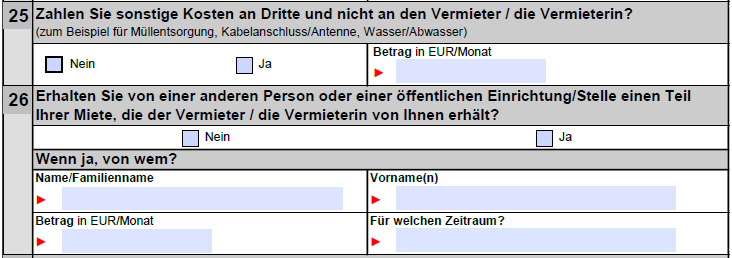 25 Zahlen Sie sonstige Kosten an Dritte und nicht an den Vermieter / die Vermieterin?
(zum Beispiel für Müllentsorgung, Kabelanschluss/Antenne, Wasser/Abwasser)
Nein Ja
Betrag in EUR/Monat
26 Erhalten Sie von einer anderen Person oder einer öffentlichen Einrichtung/Stelle einen Teil
Ihrer Miete, die der Vermieter / die Vermieterin von Ihnen erhält?
Nein Ja
Wenn ja, von wem?
Name/Familienname Vorname(n)
Betrag in EUR/Monat Für welchen Zeitraum?